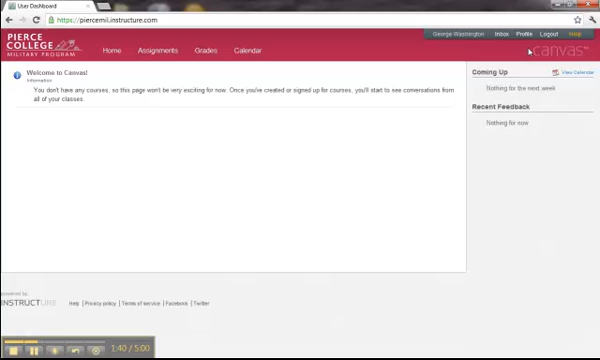 User Dashboard
https://piercemil.instructure.com
PIERCE
COLLEGE
MILITARY PROGRAM
Home Assignments Grades Calendar
George Washington Inbox Profile Logout Help
canvas
Welcome to Canvas!
Information
You don't have any courses, so this page won't be very exciting for now. Once you've created or signed up for courses, you'll start to see conversations from
all of your classes.
Coming Up View Calendar
Nothing for the next week
Recent Feedback
Nothing for now
powered by
INSTRUCTURE
Help | Privacy policy | Terms of service | Facebook | Twitter
1:40 / 5:00